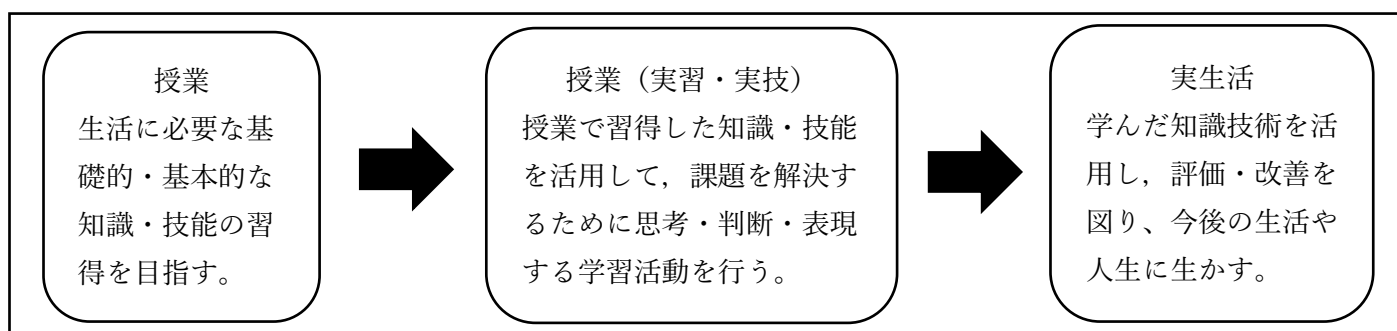 授業
生活に必要な基
礎的・基本的な
知識・技能の習
得を目指す。
授業（実習・実技）
授業で習得した知識・技能
を活用して，課題を解決す
るために思考・判断・表現
する学習活動を行う。
実生活
学んだ知識技術を活
用し，評価・改善を
図り、今後の生活や
人生に生かす。